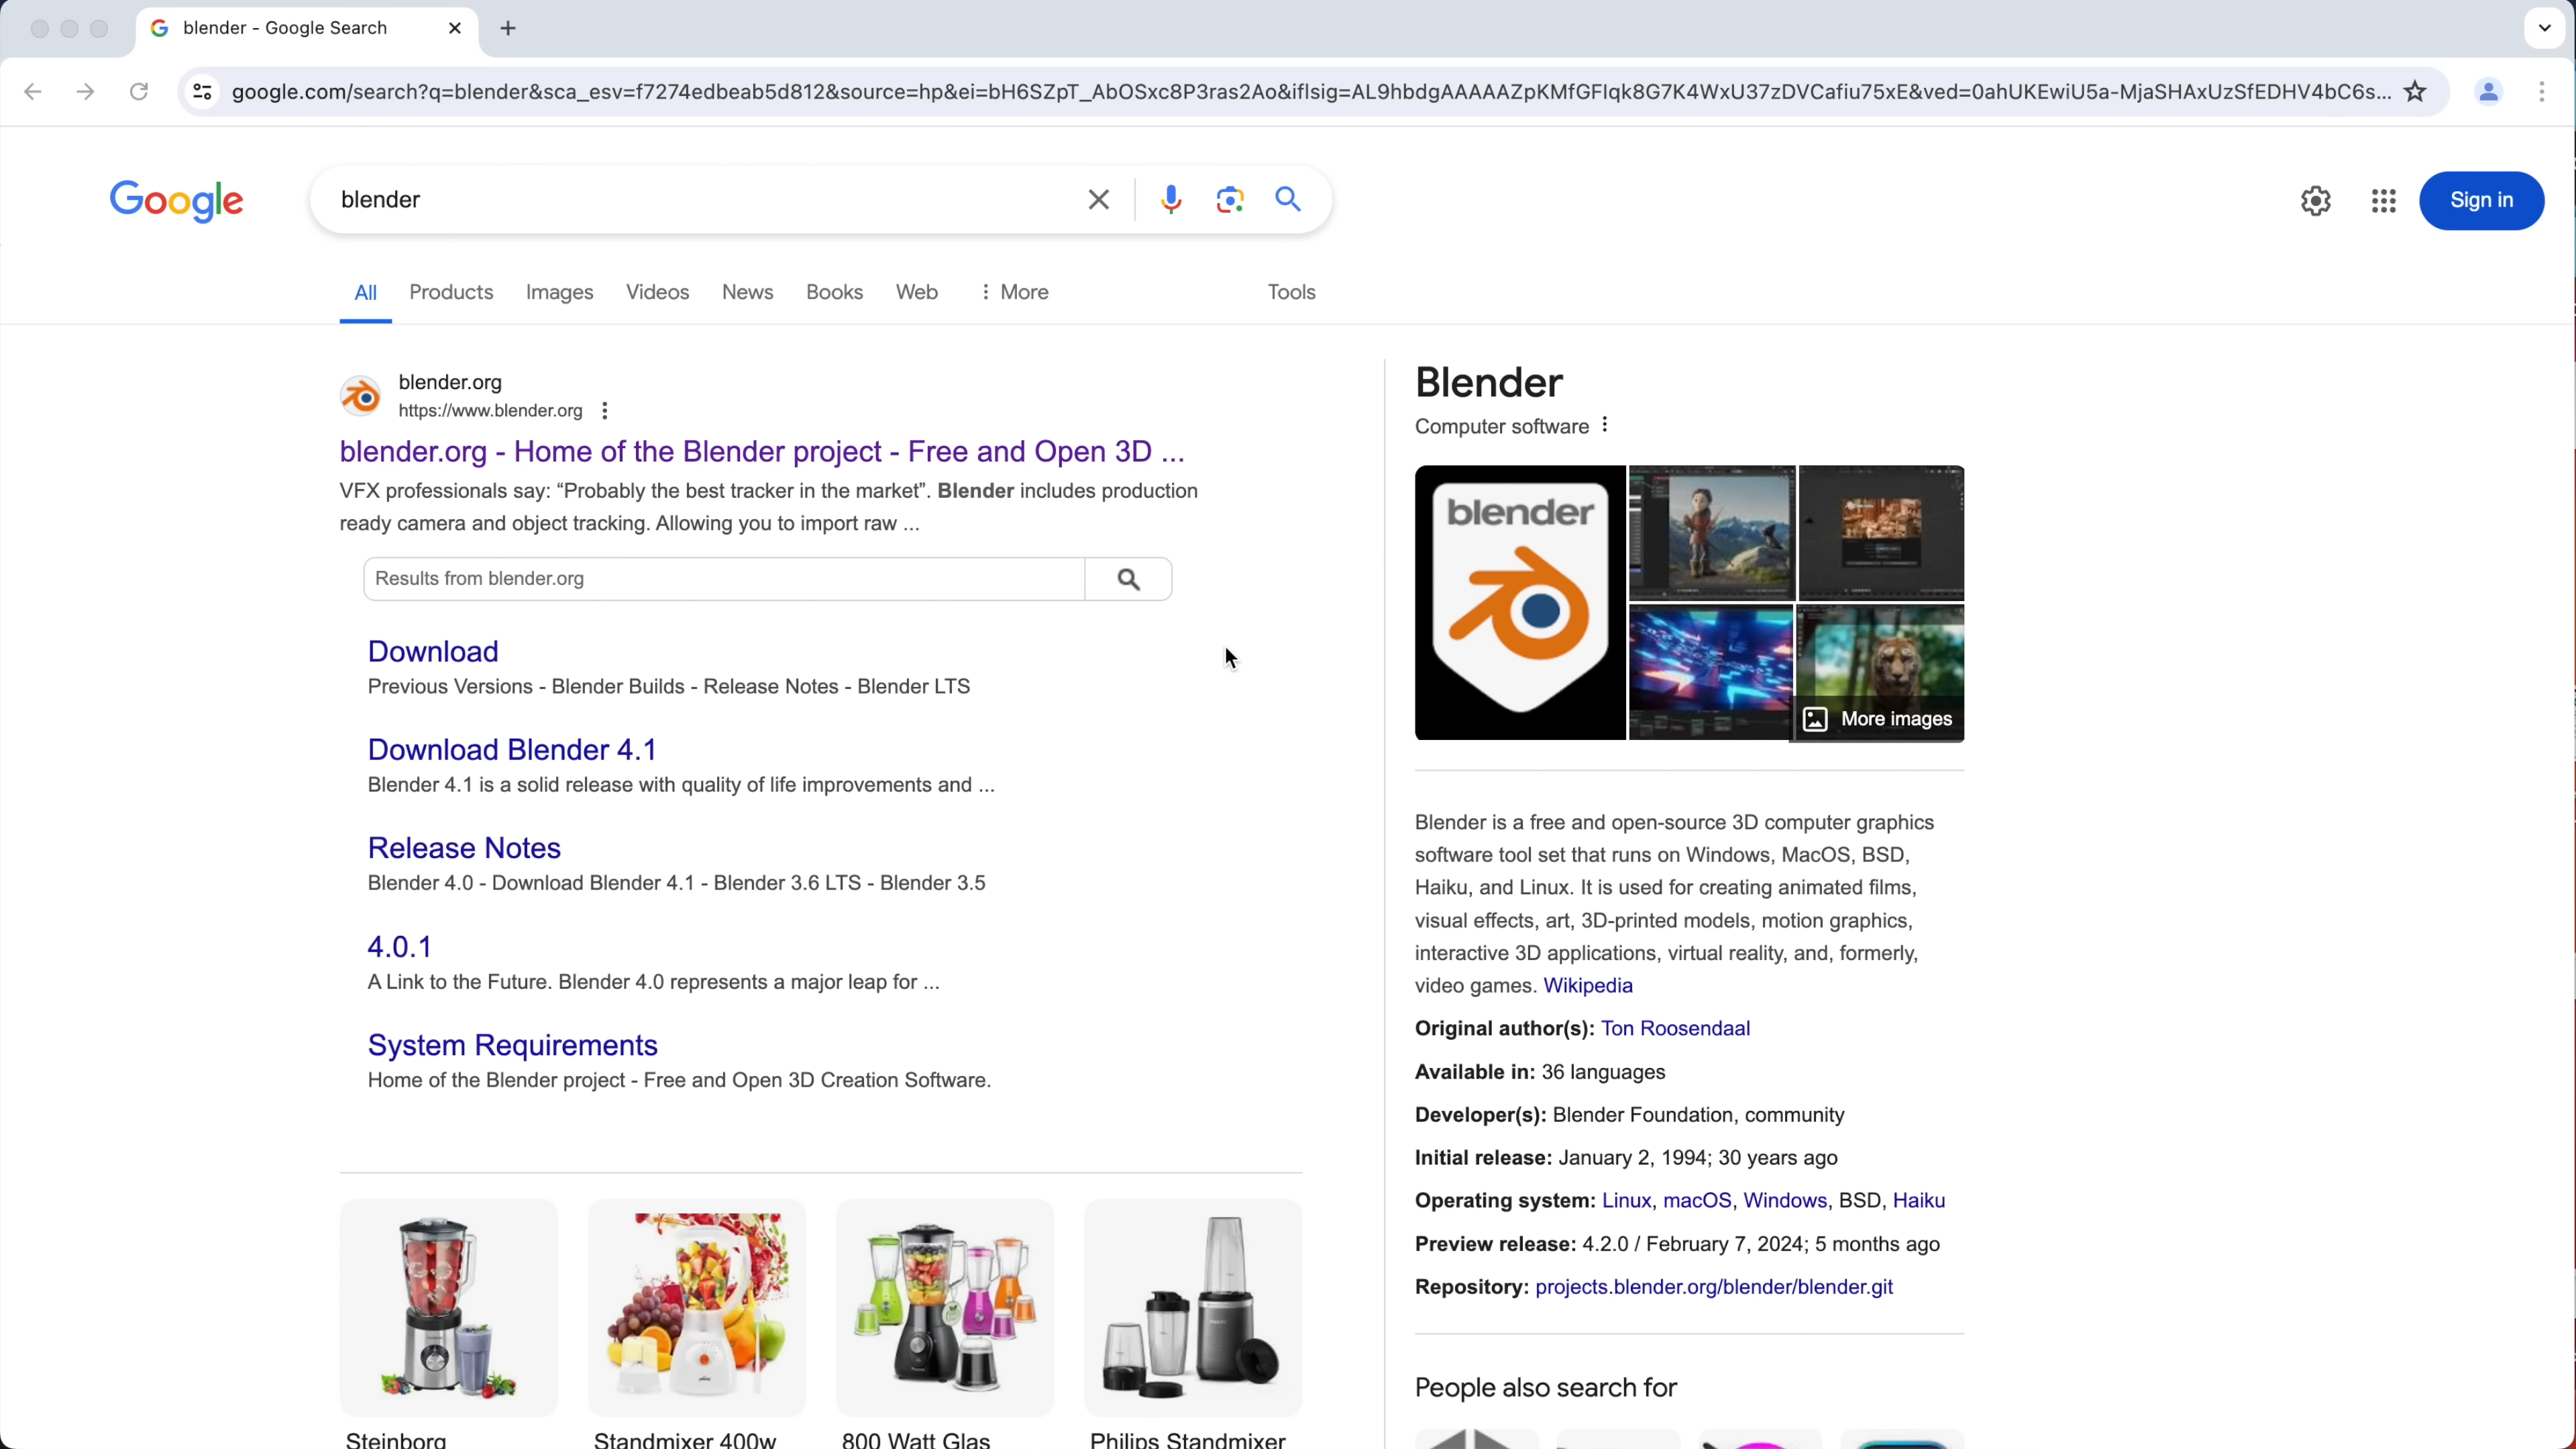 blender - Google Search
google.com/search?q=blender&sca_esv=f7274edbeab5d812&source=hp&ei=bH6SZpT_AbOSxc8P3ras2Ao&iflsig=AL9hbdgAAAAAZpKMfGFIqk8G7K4WxU37zDVCafiu75xE&ved=0ahUKEwiU5a-MjaSHAxUzSfEDHV4bC6s...
Google
blender
Sign in
All Products Images Videos News Books Web More Tools
blender.org
https://www.blender.org
blender.org - Home of the Blender project - Free and Open 3D ...
VFX professionals say: “Probably the best tracker in the market”. Blender includes production
ready camera and object tracking. Allowing you to import raw ...
Results from blender.org
Download
Previous Versions - Blender Builds - Release Notes - Blender LTS
Download Blender 4.1
Blender 4.1 is a solid release with quality of life improvements and ...
Release Notes
Blender 4.0 - Download Blender 4.1 - Blender 3.6 LTS - Blender 3.5
4.0.1
A Link to the Future. Blender 4.0 represents a major leap for ...
System Requirements
Home of the Blender project - Free and Open 3D Creation Software.
Steinborg
Standmixer 400w
800 Watt Glas
Philips Standmixer
Blender
Computer software
blender
More images
Blender is a free and open-source 3D computer graphics
software tool set that runs on Windows, MacOS, BSD,
Haiku, and Linux. It is used for creating animated films,
visual effects, art, 3D-printed models, motion graphics,
interactive 3D applications, virtual reality, and, formerly,
video games. Wikipedia
Original author(s): Ton Roosendaal
Available in: 36 languages
Developer(s): Blender Foundation, community
Initial release: January 2, 1994; 30 years ago
Operating system: Linux, macOS, Windows, BSD, Haiku
Preview release: 4.2.0 / February 7, 2024; 5 months ago
Repository: projects.blender.org/blender/blender.git
People also search for